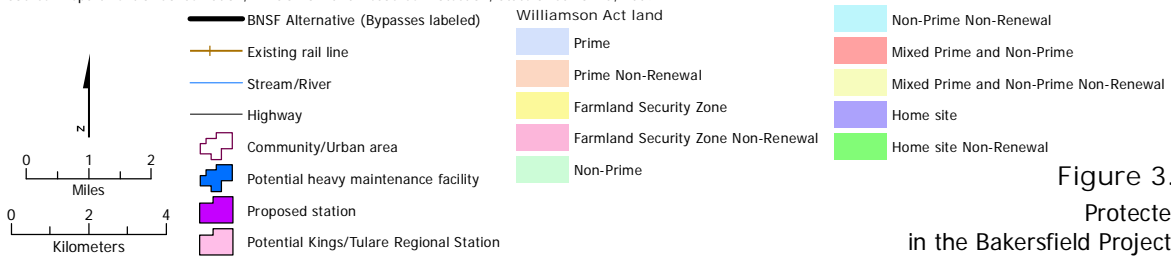 BNSF Alternative (Bypasses labeled)
Existing rail line
Stream/River
Highway
Community/Urban area
Potential heavy maintenance facility
Proposed station
Potential Kings/Tulare Regional Station
z
0 1 2
Miles
0 2 4
Kilometers
Williamson Act land
Prime
Prime Non-Renewal
Farmland Security Zone
Farmland Security Zone Non-Renewal
Non-Prime
Non-Prime Non-Renewal
Mixed Prime and Non-Prime
Mixed Prime and Non-Prime Non-Renewal
Home site
Home site Non-Renewal
Figure 3.
Protecte
in the Bakersfield Project